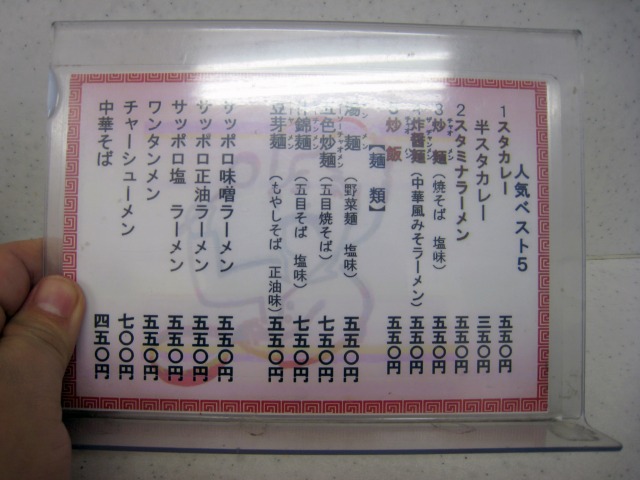 人気ベスト5
1スタカレー 五五〇円
半スタカレー 三五〇円
2スタミナラーメン 五五〇円
3炒麺(焼そば 塩味) 五五〇円
炸醤麺(中華風みそラーメン) 五五〇円
炒飯 五五〇円
【麺類】
湯麺(野菜麺 塩味) 五五〇円
五色炒麺(五目焼そば) 七五〇円
什錦麺(五目そば 塩味) 七五〇円
豆芽麺(もやしそば 正油味) 五五〇円
サッポロ味噌ラーメン 五五〇円
サッポロ正油ラーメン 五五〇円
サッポロ塩 ラーメン 五五〇円
ワンタンメン 五五〇円
チャーシューメン 七〇〇円
中華そば 四五〇円